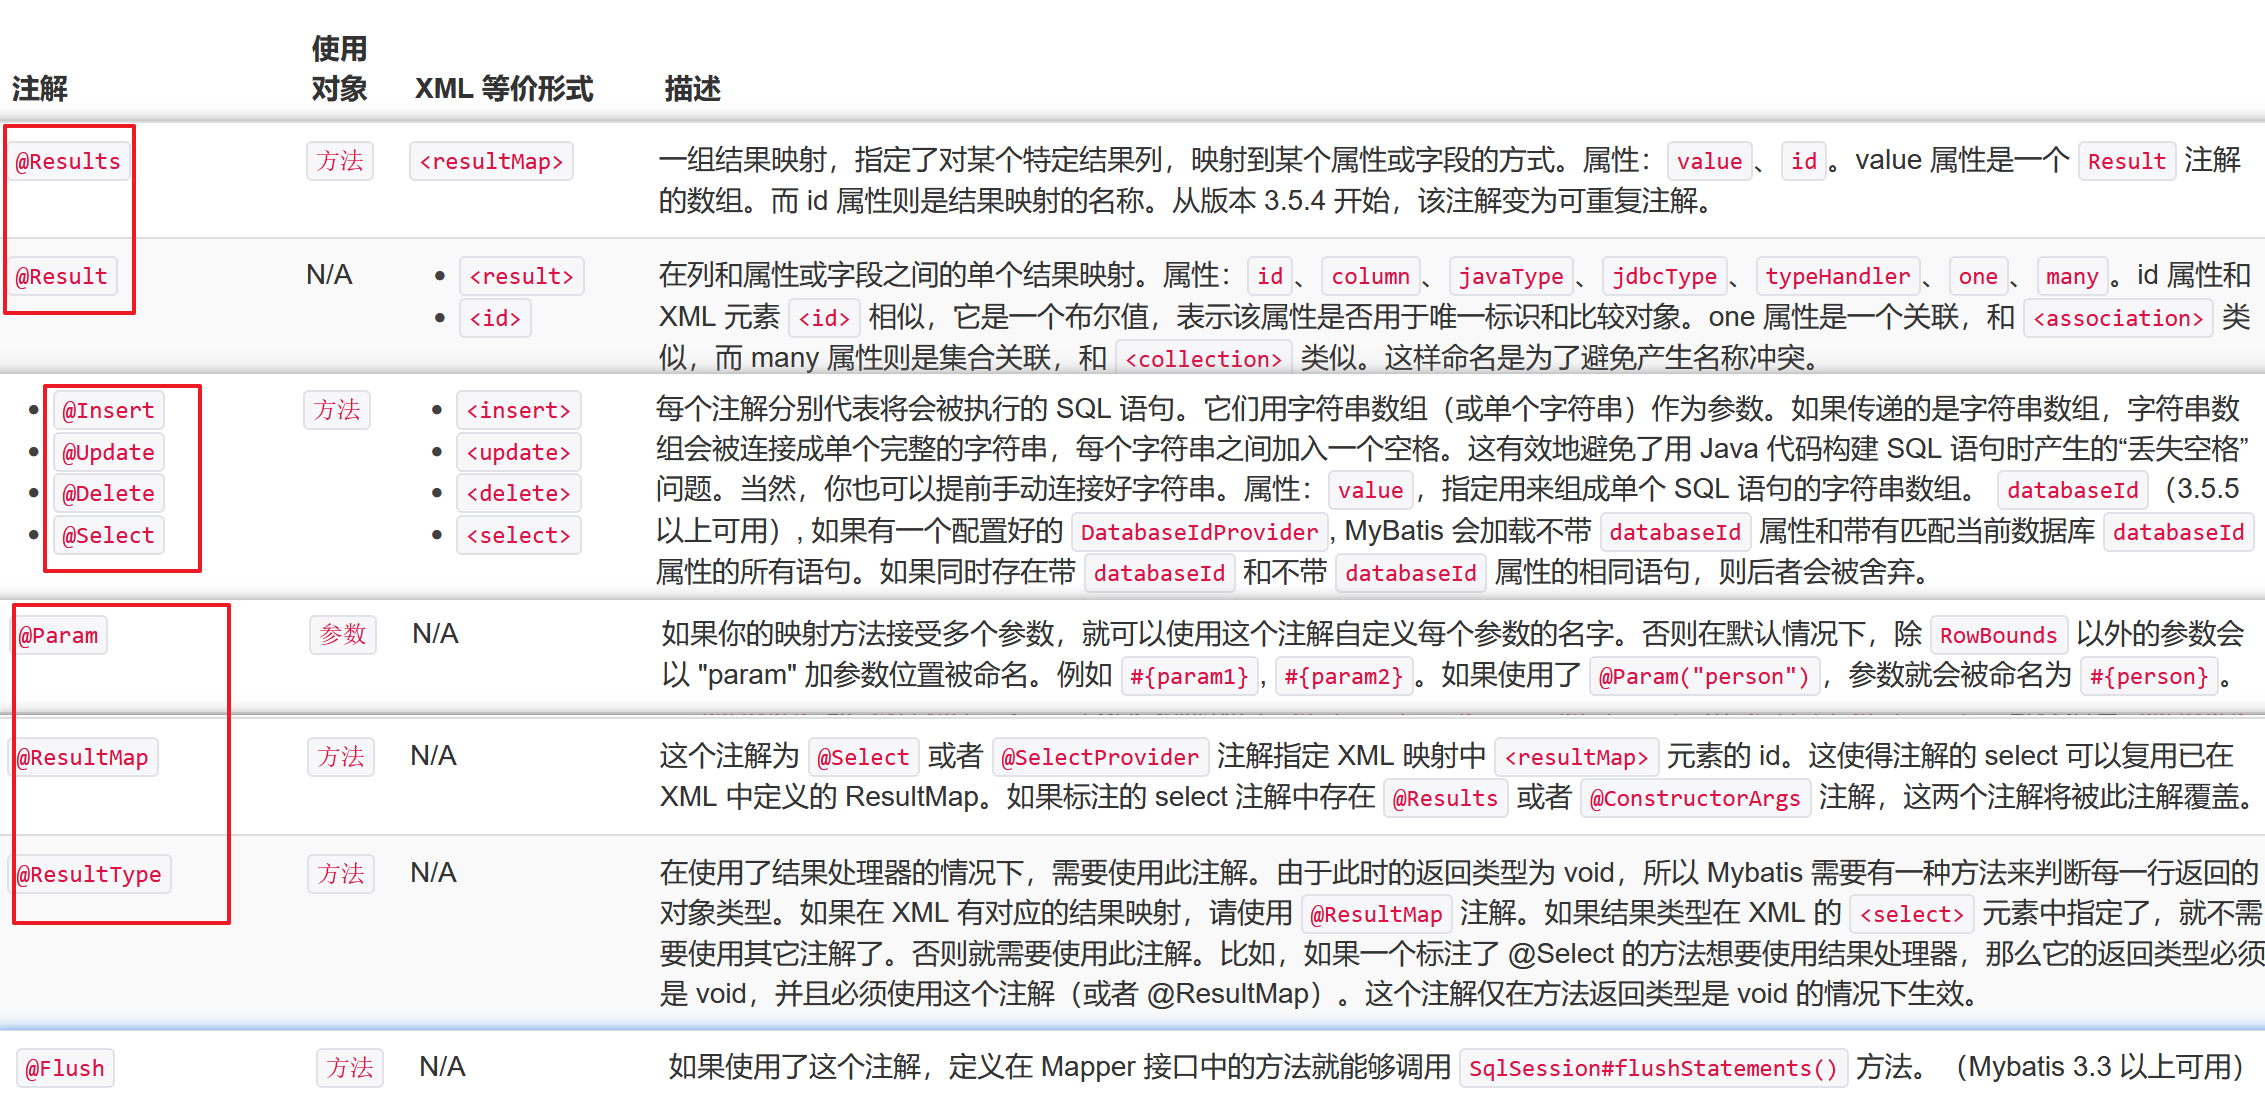 注解 使用对象 XML 等价形式 描述
@Results 方法 <resultMap> 一组结果映射，指定了对某个特定结果列，映射到某个属性或字段的方式。属性： value 、 id 。value 属性是一个 Result 注解
的数组。而 id 属性则是结果映射的名称。从版本 3.5.4 开始，该注解变为可重复注解。
@Result N/A • <result> 在列和属性或字段之间的单个结果映射。属性： id 、 column 、 javaType 、 jdbcType 、 typeHandler 、 one 、 many 。id 属性和
• <id> XML 元素 <id> 相似，它是一个布尔值，表示该属性是否用于唯一标识和比较对象。one 属性是一个关联，和 <association> 类
似，而 many 属性则是集合关联，和 <collection> 类似。这样命名是为了避免产生名称冲突。
• @Insert 方法 • <insert> 每个注解分别代表将会被执行的 SQL 语句。它们用字符串数组（或单个字符串）作为参数。如果传递的是字符串数组，字符串数
• @Update • <update> 组会被连接成单个完整的字符串，每个字符串之间加入一个空格。这有效地避免了用 Java 代码构建 SQL 语句时产生的“丢失空格”
• @Delete • <delete> 问题。当然，你也可以提前手动连接好字符串。属性： value ，指定用来组成单个 SQL 语句的字符串数组。 databaseId （3.5.5
• @Select • <select> 以上可用）, 如果有一个配置好的 DatabaseIdProvider , MyBatis 会加载不带 databaseId 属性和带有匹配当前数据库 databaseId
属性的所有语句。如果同时存在带 databaseId 和不带 databaseId 属性的相同语句，则后者会被舍弃。
@Param 参数 N/A 如果你的映射方法接受多个参数，就可以使用这个注解自定义每个参数的名字。否则在默认情况下，除 RowBounds 以外的参数会
以 "param" 加参数位置被命名。例如 #{param1} , #{param2} 。如果使用了 @Param("person") ，参数就会被命名为 #{person} 。
@ResultMap 方法 N/A 这个注解为 @Select 或者 @SelectProvider 注解指定 XML 映射中 <resultMap> 元素的 id。这使得注解的 select 可以复用已在
XML 中定义的 ResultMap。如果标注的 select 注解中存在 @Results 或者 @ConstructorArgs 注解，这两个注解将被此注解覆盖。
@ResultType 方法 N/A 在使用了结果处理器的情况下，需要使用此注解。由于此时的返回类型为 void，所以 Mybatis 需要有一种方法来判断每一行返回的
对象类型。如果在 XML 有对应的结果映射，请使用 @ResultMap 注解。如果结果类型在 XML 的 <select> 元素中指定了，就不需
要使用其它注解了。否则就需要使用此注解。比如，如果一个标注了 @Select 的方法想要使用结果处理器，那么它的返回类型必须
是 void，并且必须使用这个注解（或者 @ResultMap）。这个注解仅在方法返回类型是 void 的情况下生效。
@Flush 方法 N/A 如果使用了这个注解，定义在 Mapper 接口中的方法就能够调用 SqlSession#flushStatements() 方法。（Mybatis 3.3 以上可用）